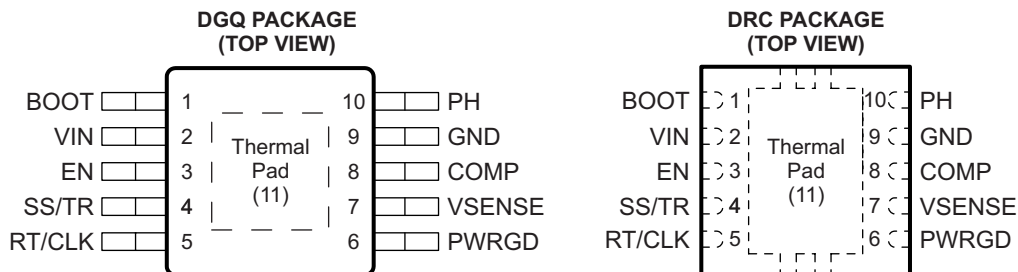 DGQ PACKAGE
(TOP VIEW)
BOOT 1 10 PH
VIN 2 9 GND
EN 3 8 COMP
SS/TR 4 7 VSENSE
RT/CLK 5 6 PWRGD
Thermal
Pad
(11)
DRC PACKAGE
(TOP VIEW)
BOOT 1 10 PH
VIN 2 9 GND
EN 3 8 COMP
SS/TR 4 7 VSENSE
RT/CLK 5 6 PWRGD
Thermal
Pad
(11)